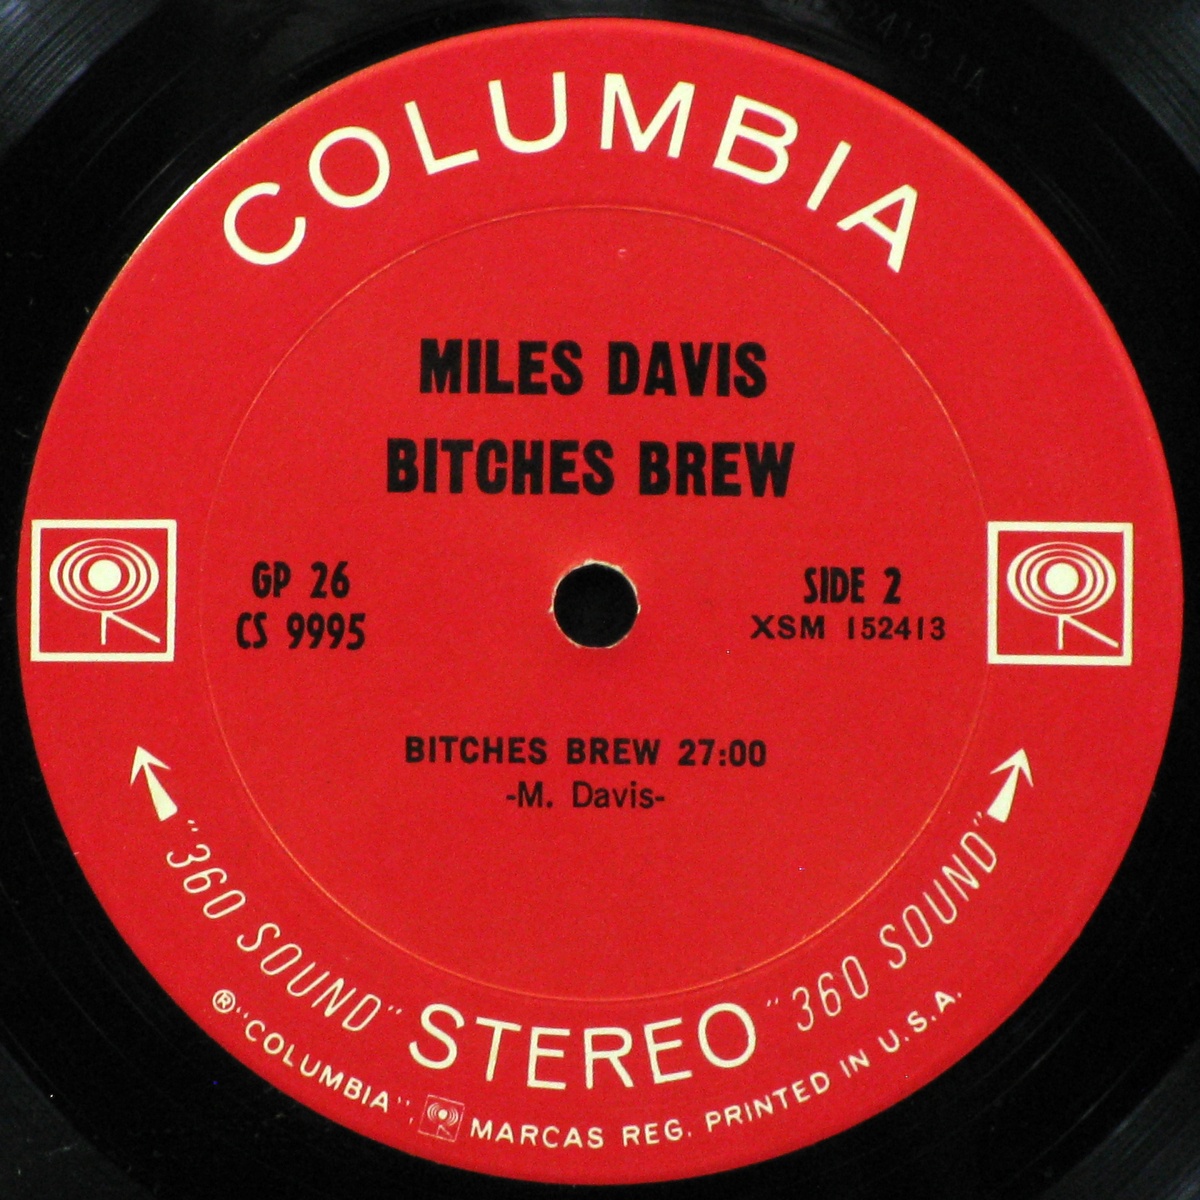 COLUMBIA
MILES DAVIS
BITCHES BREW
GP 26
CS 9995
SIDE 2
XSM 152413
BITCHES BREW 27:00
-M. Davis-
"360 SOUND" STEREO "360 SOUND"
®"COLUMBIA", MARCAS REG. PRINTED IN U.S.A.